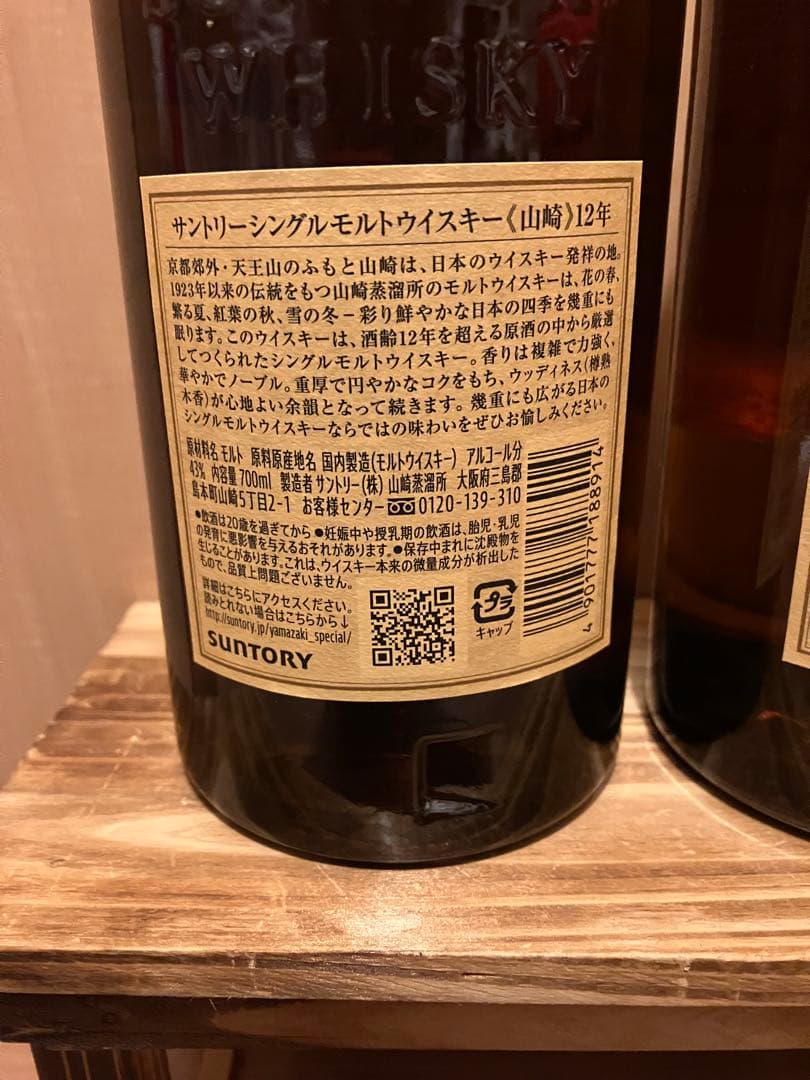 WHISKY
サントリーシングルモルトウイスキー《山崎》12年
京都郊外・天王山のふもと山崎は、日本のウイスキー発祥の地。
1923年以来の伝統をもつ山崎蒸溜所のモルトウイスキーは、花の春、
繁る夏、紅葉の秋、雪の冬－彩り鮮やかな日本の四季を幾重にも
眠ります。このウイスキーは、酒齢12年を超える原酒の中から厳選
してつくられたシングルモルトウイスキー。香りは複雑で力強く、
華やかでノーブル。重厚で円やかなコクをもち、ウッディネス(樽熟
木香)が心地よい余韻となって続きます。幾重にも広がる日本の
シングルモルトウイスキーならではの味わいをぜひお愉しみください。
原材料名 モルト 原料原産地名 国内製造(モルトウイスキー) アルコール分
43% 内容量700ml 製造者 サントリー(株) 山崎蒸溜所 大阪府三島郡
島本町山崎5丁目2-1 お客様センター 0120-139-310
●飲酒は20歳を過ぎてから ●妊娠中や授乳期の飲酒は、胎児・乳児
の発育に悪影響を与えるおそれがあります。●保存中まれに沈殿物を
生じることがあります。これは、ウイスキー本来の微量成分が析出した
もので、品質上問題ございません。
詳細はこちらにアクセスください。
読みとれない場合はこちらから↓
http://suntory.jp/yamazaki_special/
SUNTORY
プラ
キャップ
4 901777 188914